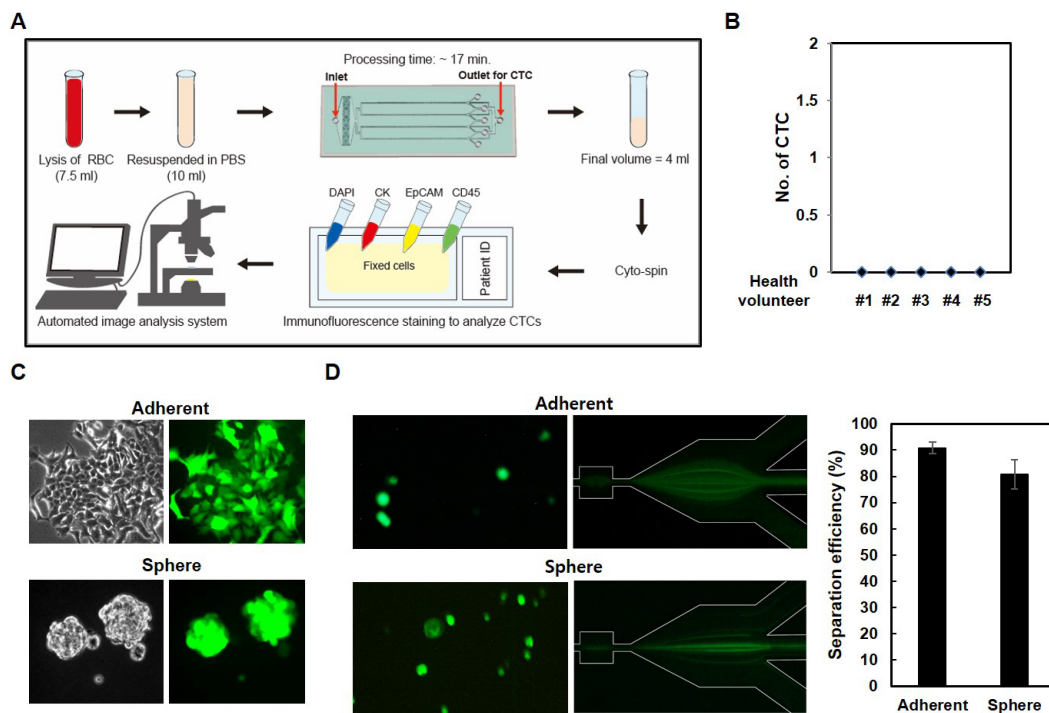 A
Processing time: ~ 17 min.
Inlet
Outlet for CTC
Lysis of RBC
(7.5 ml)
Resuspended in PBS
(10 ml)
Final volume = 4 ml
DAPI
CK
EpCAM
CD45
Fixed cells
Patient ID
Cyto-spin
Automated image analysis system
Immunofluorescence staining to analyze CTCs
B
No. of CTC
2
1.5
1
0.5
0
Health
volunteer
#1 #2 #3 #4 #5
C
Adherent
Sphere
D
Adherent
Sphere
Separation efficiency (%)
100
90
80
70
60
50
40
30
20
10
0
Adherent Sphere